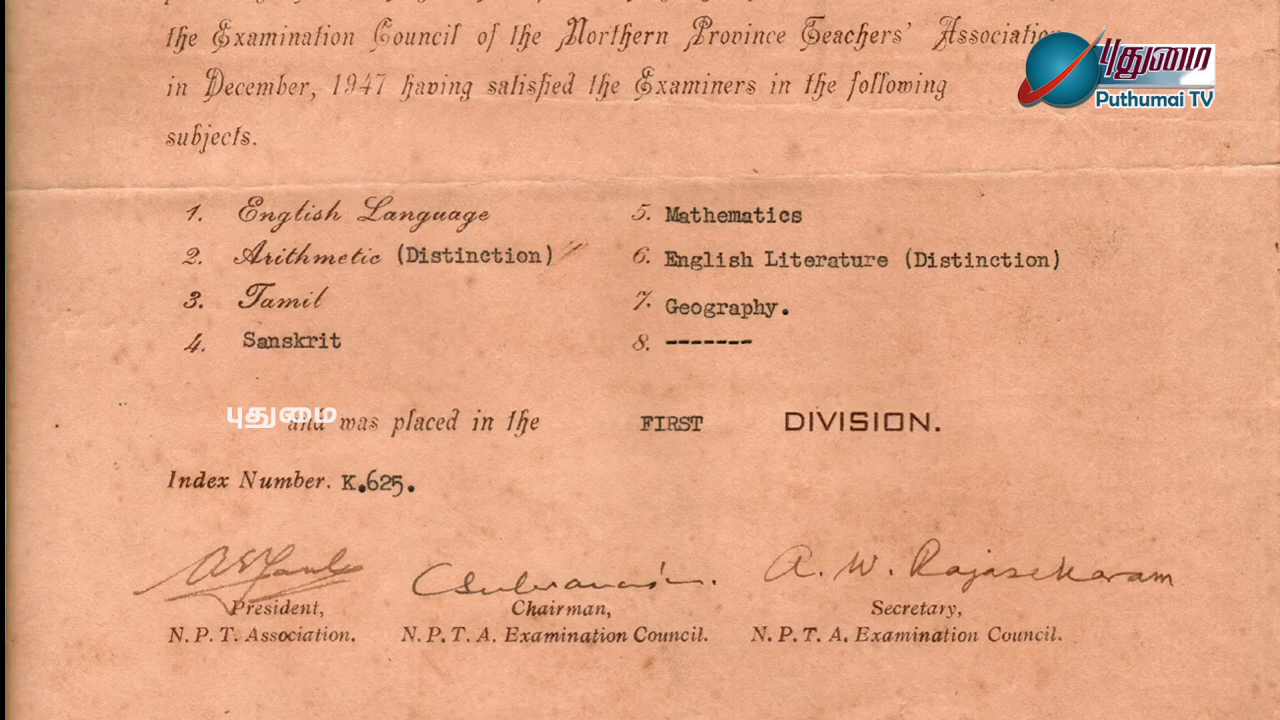 the Examination Council of the Northern Province Teachers' Association
in December, 1947 having satisfied the Examiners in the following
subjects.
புதுமை
Puthumai TV
1. English Language
2. Arithmetic (Distinction)
3. Tamil
4. Sanskrit
5. Mathematics
6. English Literature (Distinction)
7. Geography.
8. -------
புதுமை
and was placed in the FIRST DIVISION.
Index Number. K.625.
A. W. Rajasekaram
President, Chairman, Secretary,
N. P. T. Association. N. P. T. A. Examination Council. N. P. T. A. Examination Council.